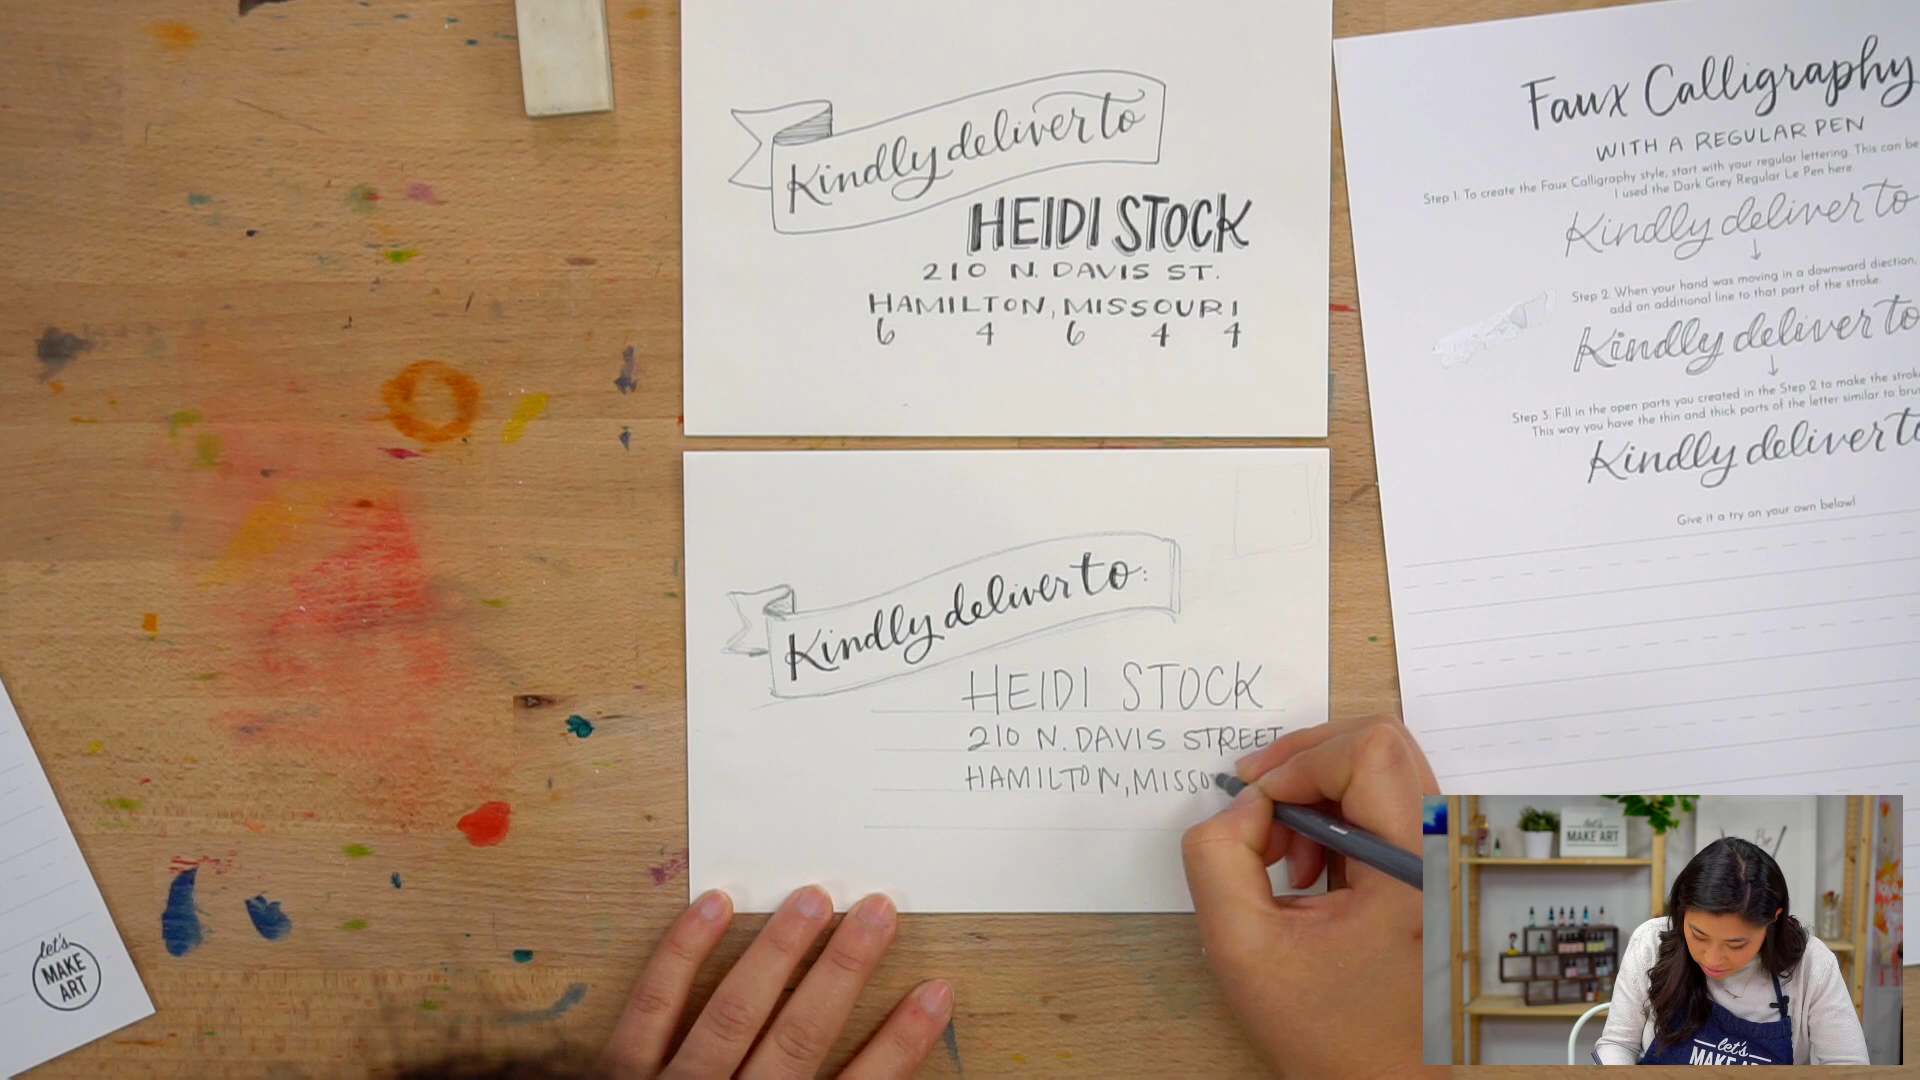 Kindly deliver to
HEIDI STOCK
210 N. DAVIS ST.
HAMILTON, MISSOURI
6 4 6 4 4
Kindly deliver to:
HEIDI STOCK
210 N. DAVIS STREET
HAMILTON, MISSO
Faux Calligraphy
WITH A REGULAR PEN
Step 1: To create the Faux Calligraphy style, start with your regular lettering. This can be
I used the Dark Grey Regular Le Pen here.
Kindly deliver to
Step 2: When your hand was moving in a downward diection,
add an additional line to that part of the stroke.
Kindly deliver to
Step 3: Fill in the open parts you created in the Step 2 to make the
This way you have the thin and thick parts of the letter similar to
Kindly deliver to
Give it a try on your own below!
let's
MAKE
ART
let's
MAKE ART
let's
MAKE